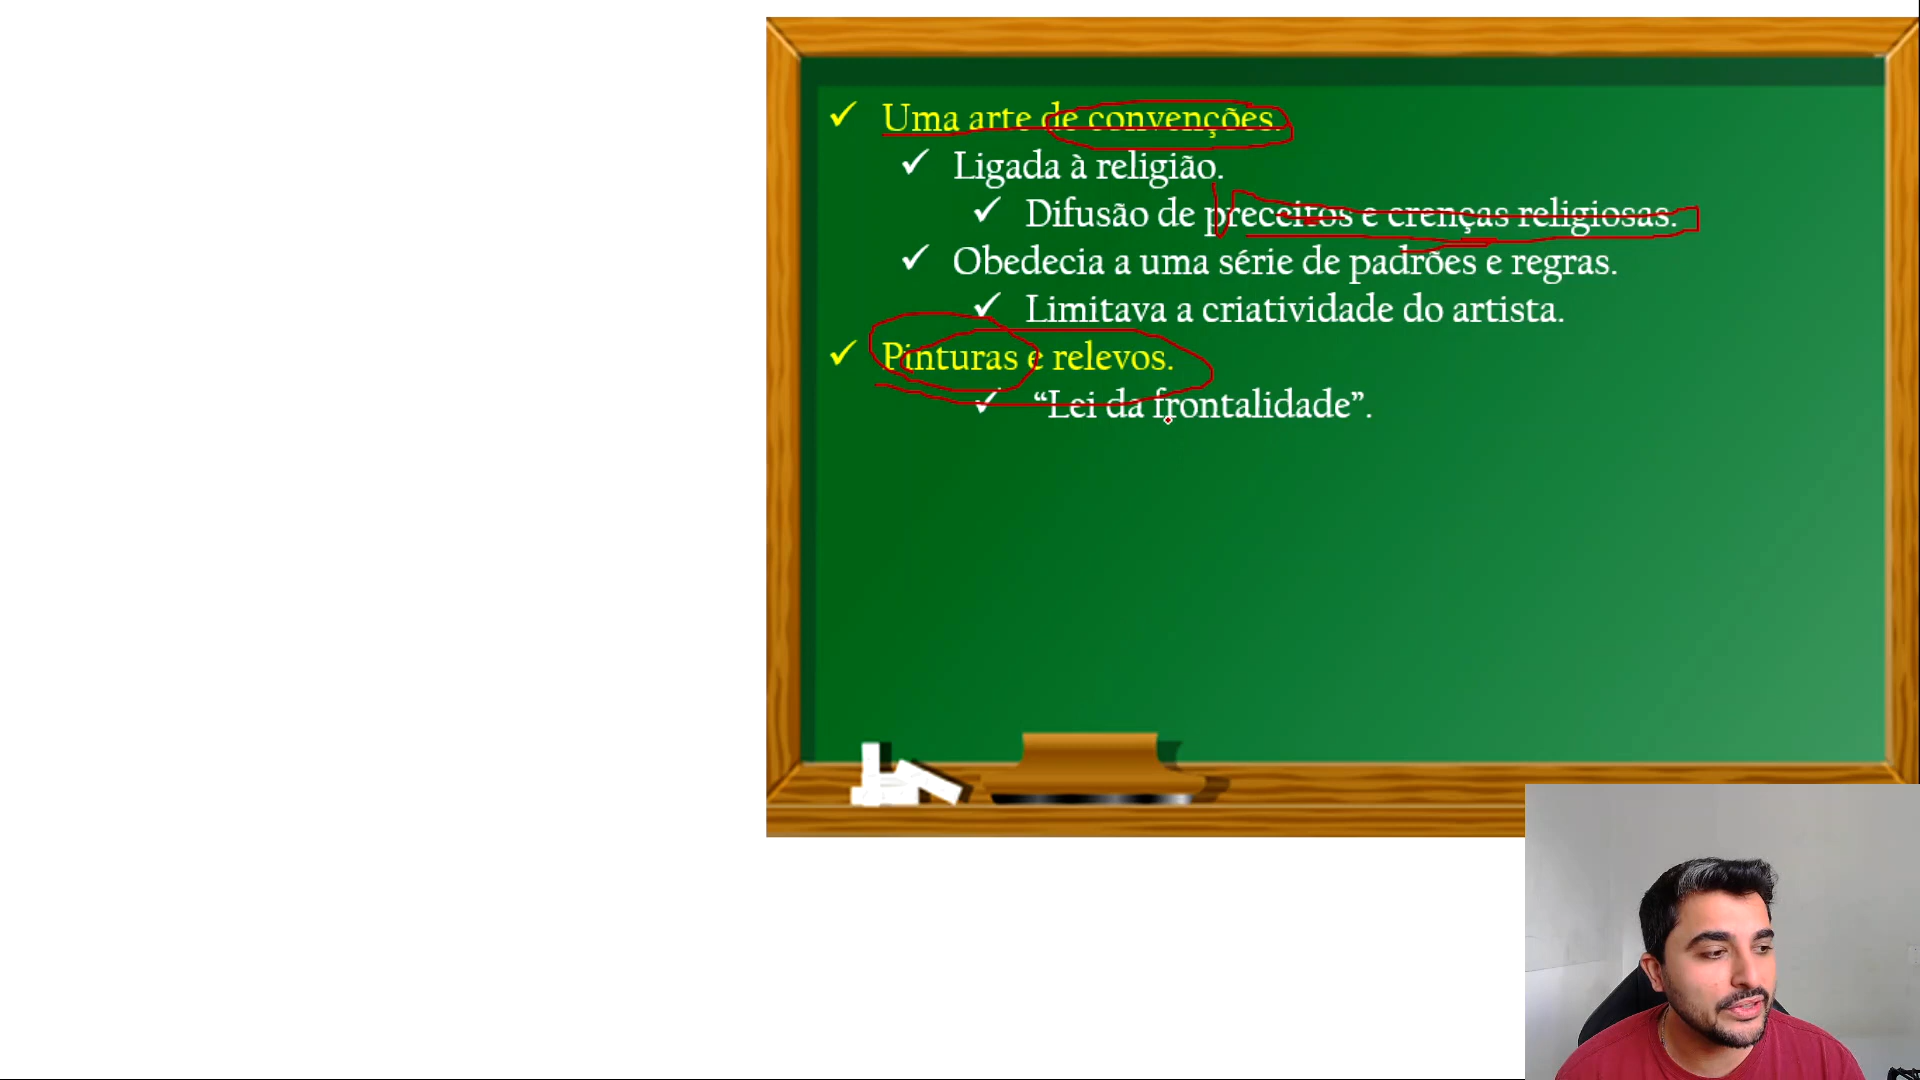 Uma arte de convenções.
Ligada à religião.
Difusão de preceitos e crenças religiosas.
Obedecia a uma série de padrões e regras.
Limitava a criatividade do artista.
Pinturas e relevos.
“Lei da frontalidade”.